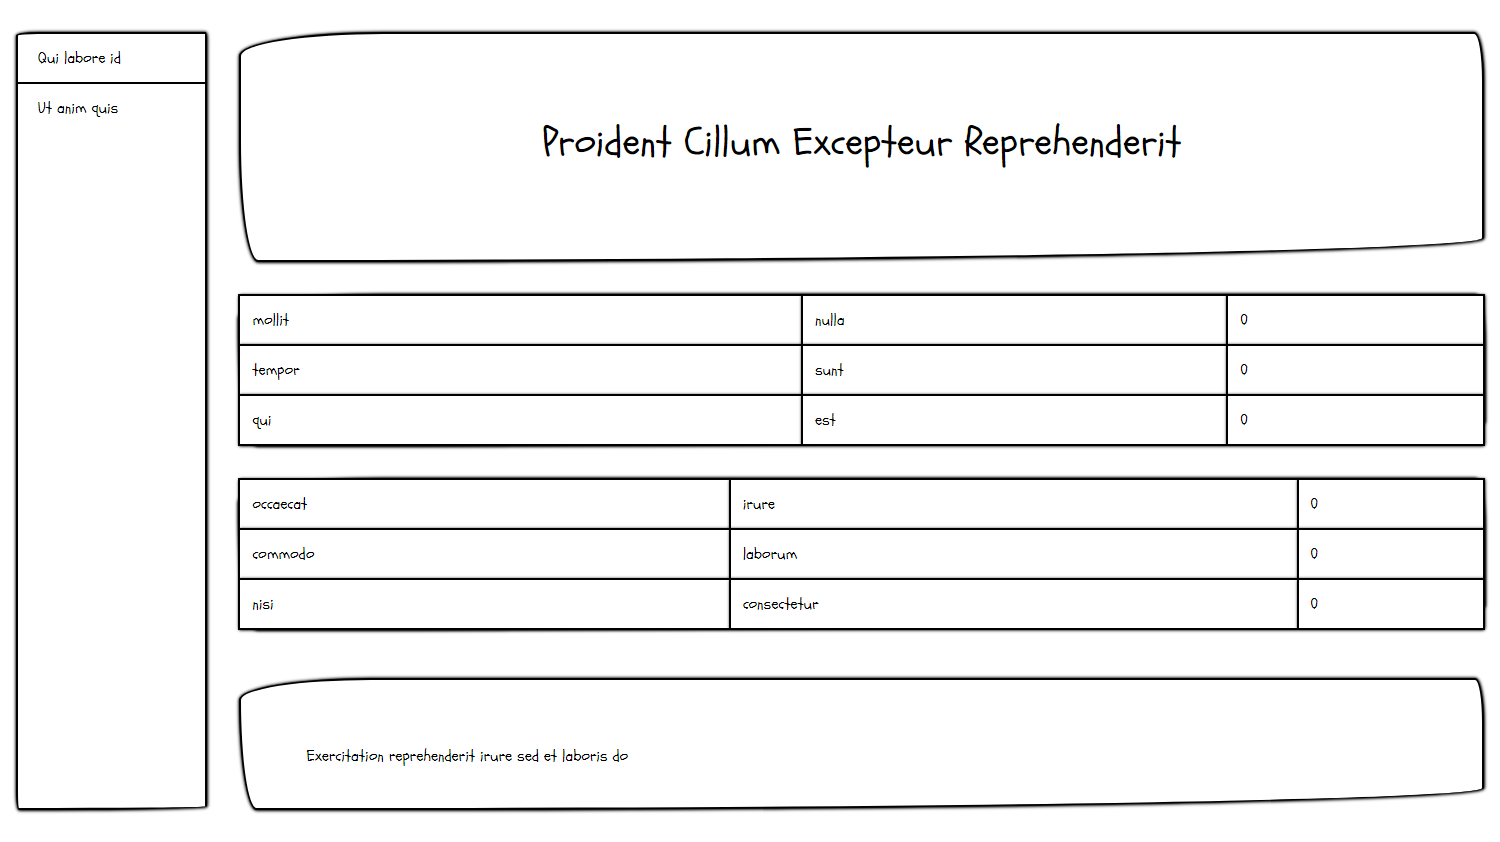 Qui labore id
Ut anim quis
Proident Cillum Excepteur Reprehenderit
mollit nulla 0
tempor sunt 0
qui est 0
occaecat irure 0
commodo laborum 0
nisi consectetur 0
Exercitation reprehenderit irure sed et laboris do